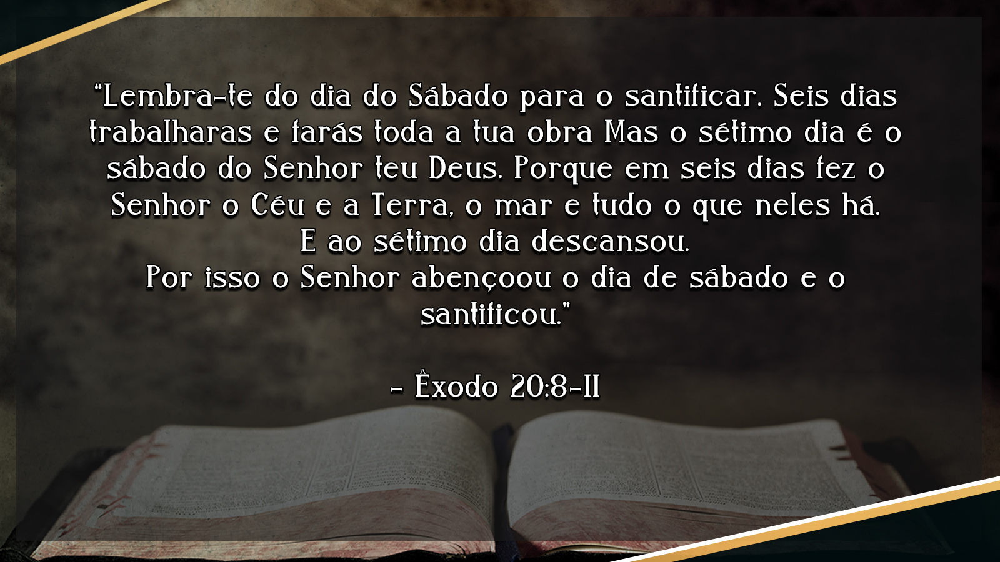 “Lembra-te do dia do Sábado para o santificar. Seis dias
trabalharas e farás toda a tua obra Mas o sétimo dia é o
sábado do Senhor teu Deus. Porque em seis dias fez o
Senhor o Céu e a Terra, o mar e tudo o que neles há.
E ao sétimo dia descansou.
Por isso o Senhor abençoou o dia de sábado e o
santificou."
- Êxodo 20:8-11